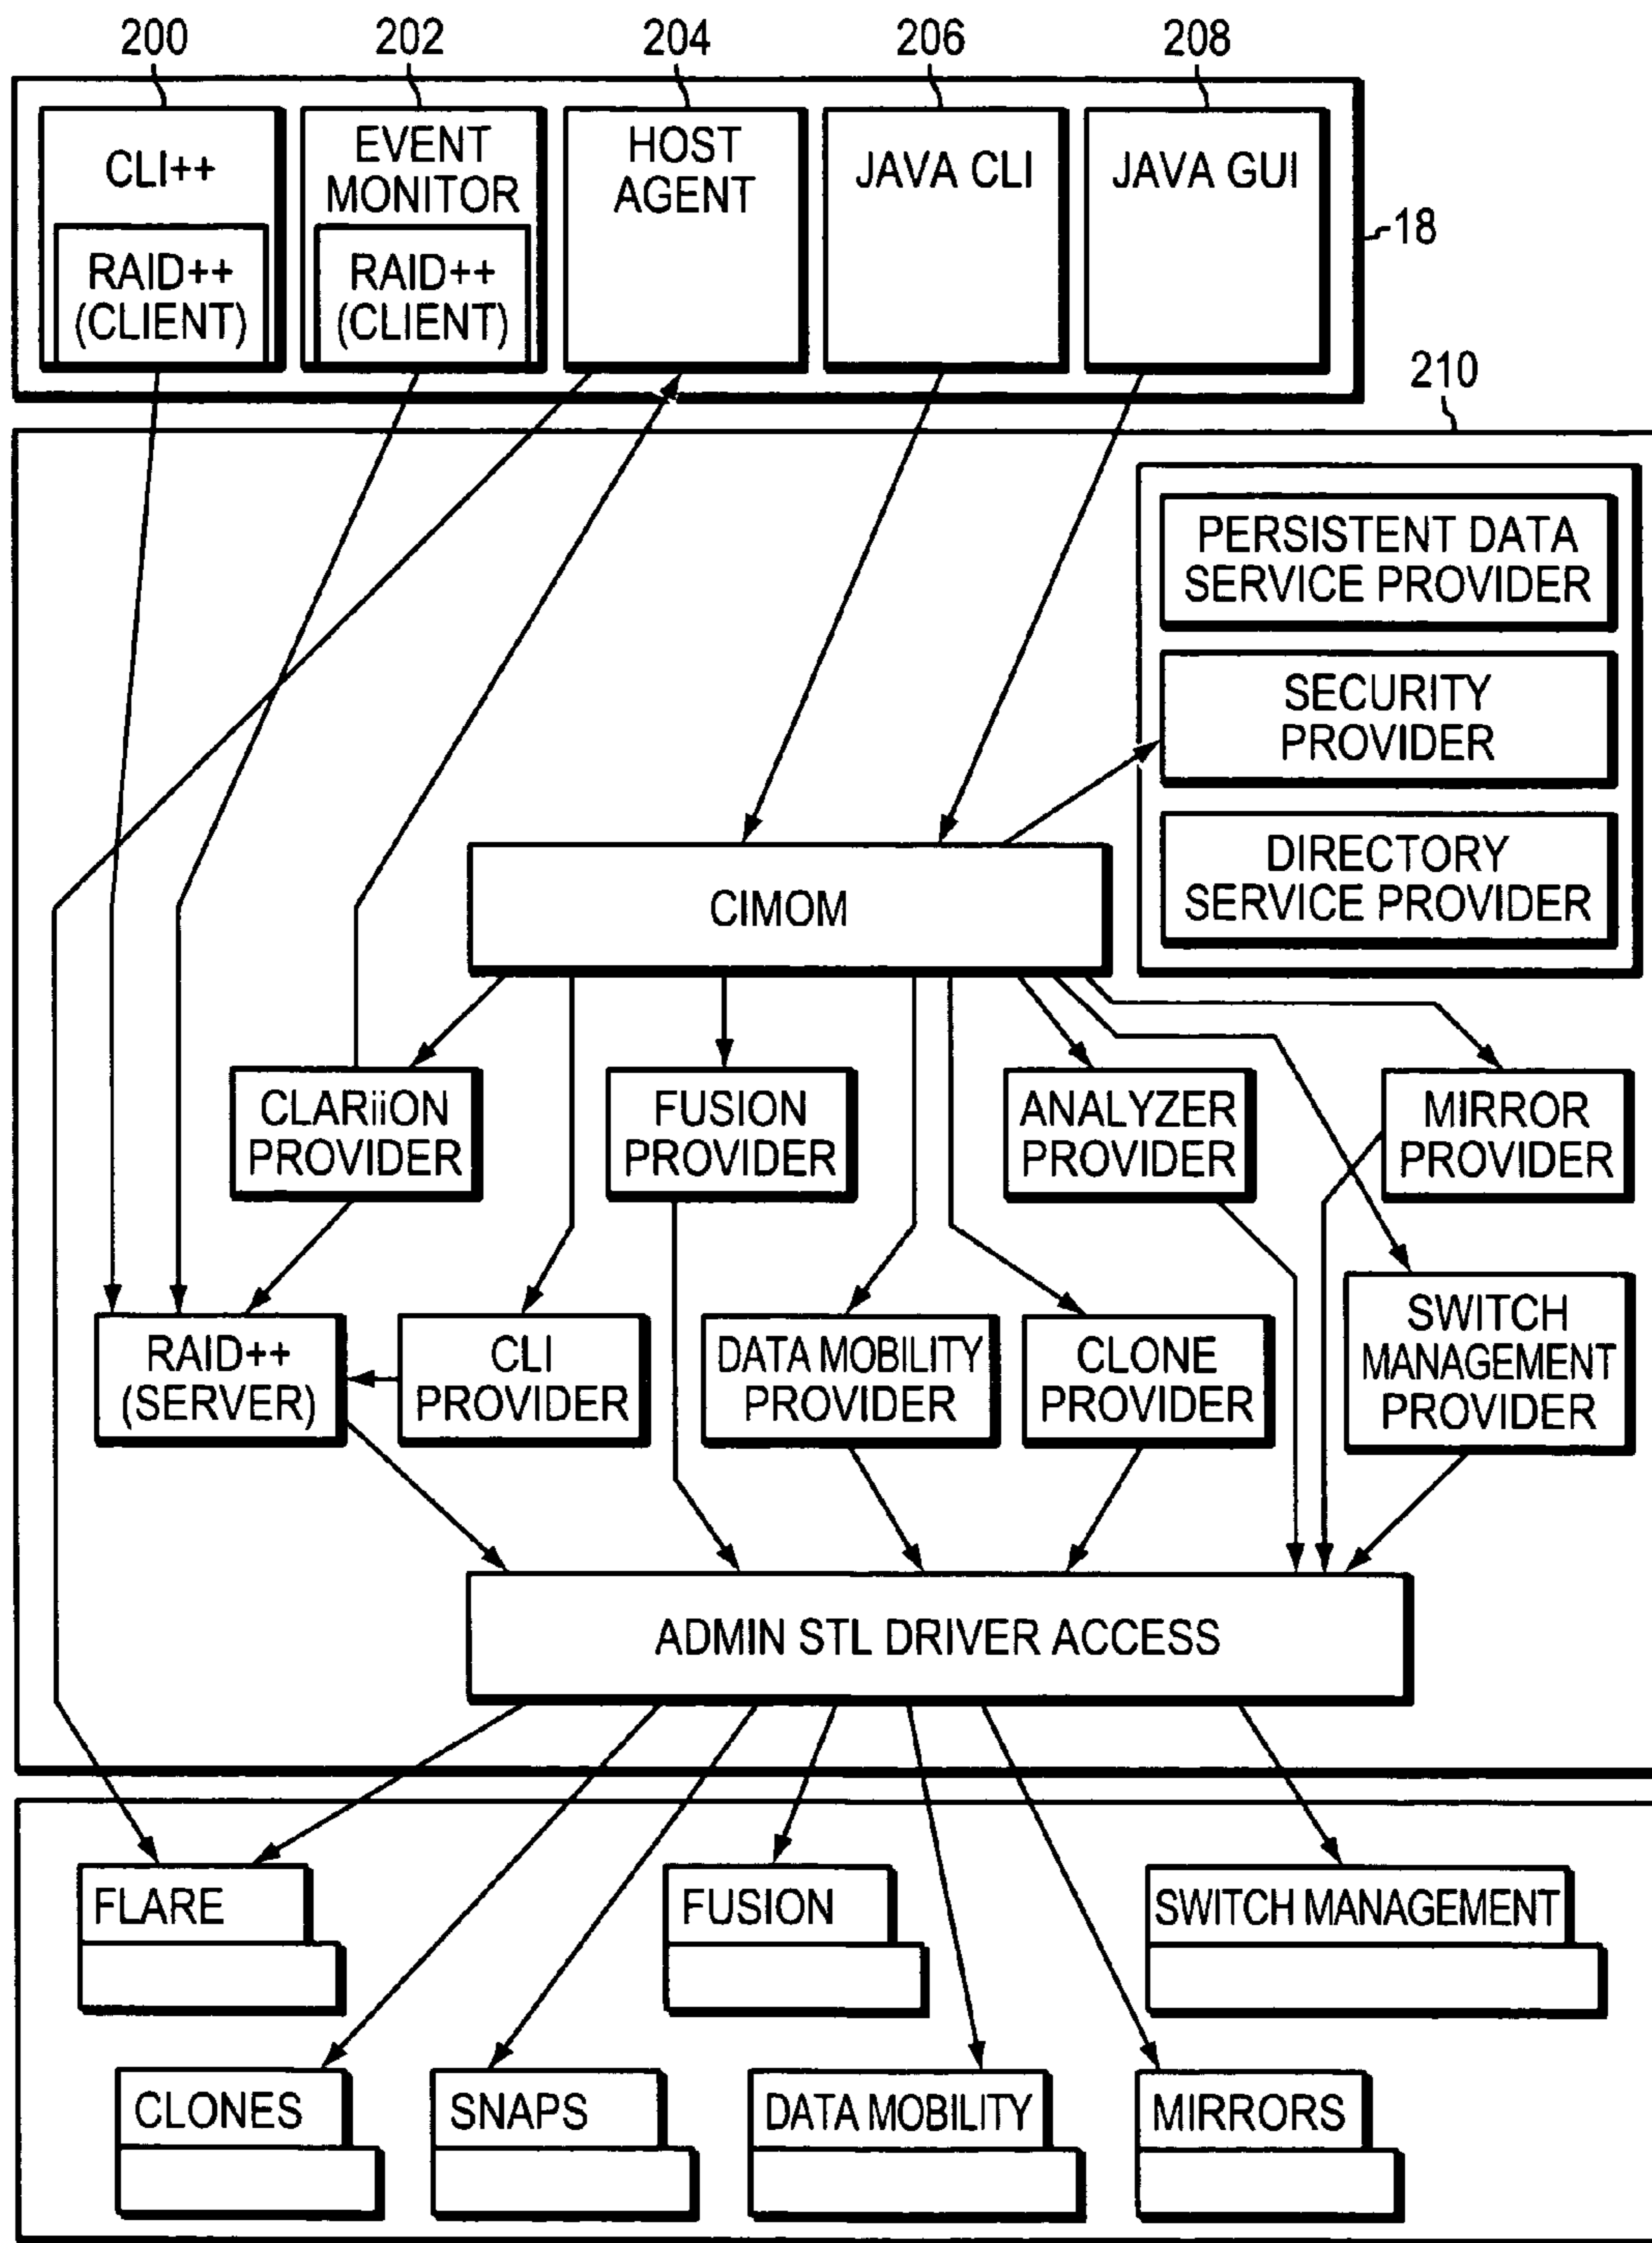 200
202
204
206
208
CLI++
RAID++
(CLIENT)
EVENT
MONITOR
RAID++
(CLIENT)
HOST
AGENT
JAVA CLI
JAVA GUI
18
210
PERSISTENT DATA
SERVICE PROVIDER
SECURITY
PROVIDER
DIRECTORY
SERVICE PROVIDER
CIMOM
CLARiiON
PROVIDER
FUSION
PROVIDER
ANALYZER
PROVIDER
MIRROR
PROVIDER
RAID++
(SERVER)
CLI
PROVIDER
DATA MOBILITY
PROVIDER
CLONE
PROVIDER
SWITCH
MANAGEMENT
PROVIDER
ADMIN STL DRIVER ACCESS
FLARE
FUSION
SWITCH MANAGEMENT
CLONES
SNAPS
DATA MOBILITY
MIRRORS